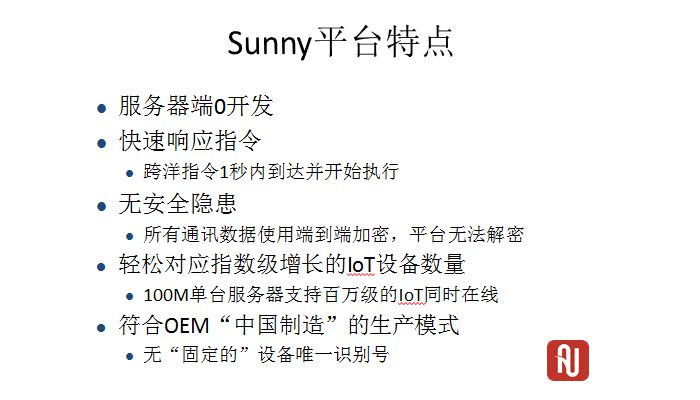 Sunny平台特点
服务器端0开发
快速响应指令
跨洋指令1秒内到达并开始执行
无安全隐患
所有通讯数据使用端到端加密，平台无法解密
轻松对应指数级增长的IoT设备数量
100M单台服务器支持百万级的IoT同时在线
符合OEM“中国制造”的生产模式
无“固定的”设备唯一识别号